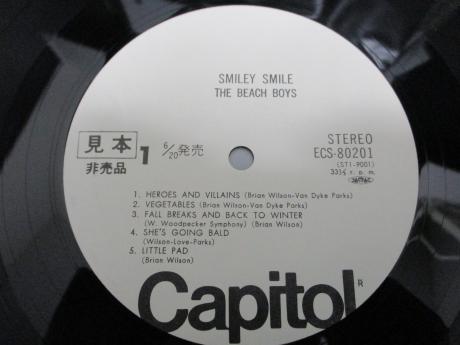 SMILEY SMILE
THE BEACH BOYS
見本
非売品
1
6/20発売
STEREO
ECS-80201
(ST1-9001)
33⅓ r.p.m.
1. HEROES AND VILLAINS (Brian Wilson-Van Dyke Parks)
2. VEGETABLES (Brian Wilson-Van Dyke Parks)
3. FALL BREAKS AND BACK TO WINTER
(W. Woodpecker Symphony) (Brian Wilson)
4. SHE'S GOING BALD
(Wilson-Love-Parks)
5. LITTLE PAD
(Brian Wilson)
Capitol R